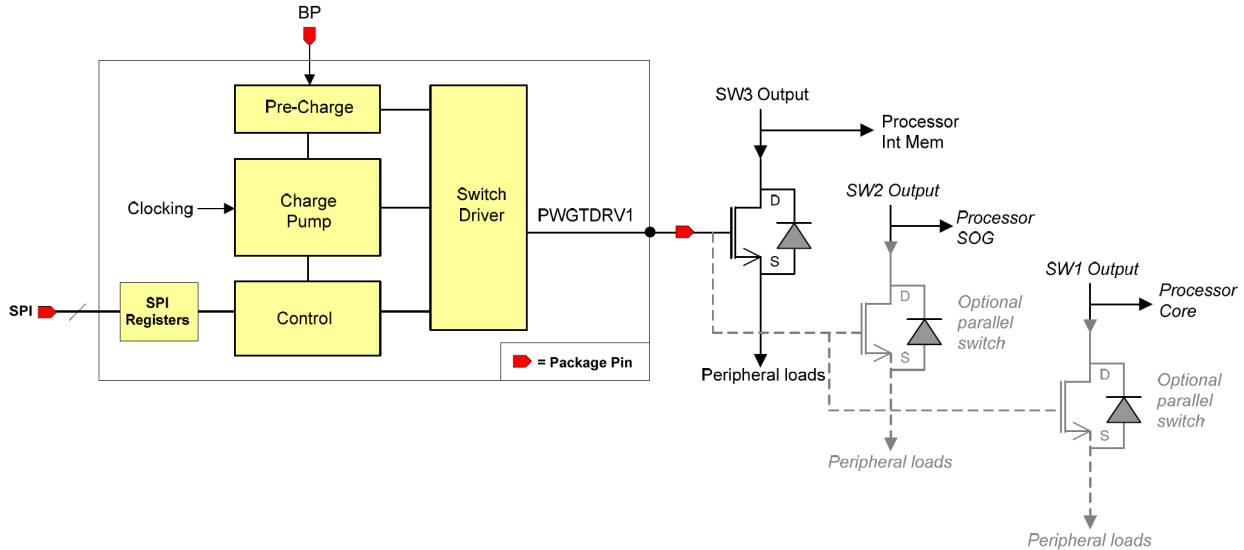 BP
Pre-Charge
Clocking
Charge
Pump
Switch
Driver
PWGTDRV1
SPI
SPI
Registers
Control
= Package Pin
SW3 Output
Processor
Int Mem
D
S
Peripheral loads
SW2 Output
Processor
SOG
D
S
Optional
parallel
switch
Peripheral loads
SW1 Output
Processor
Core
D
S
Optional
parallel
switch
Peripheral loads